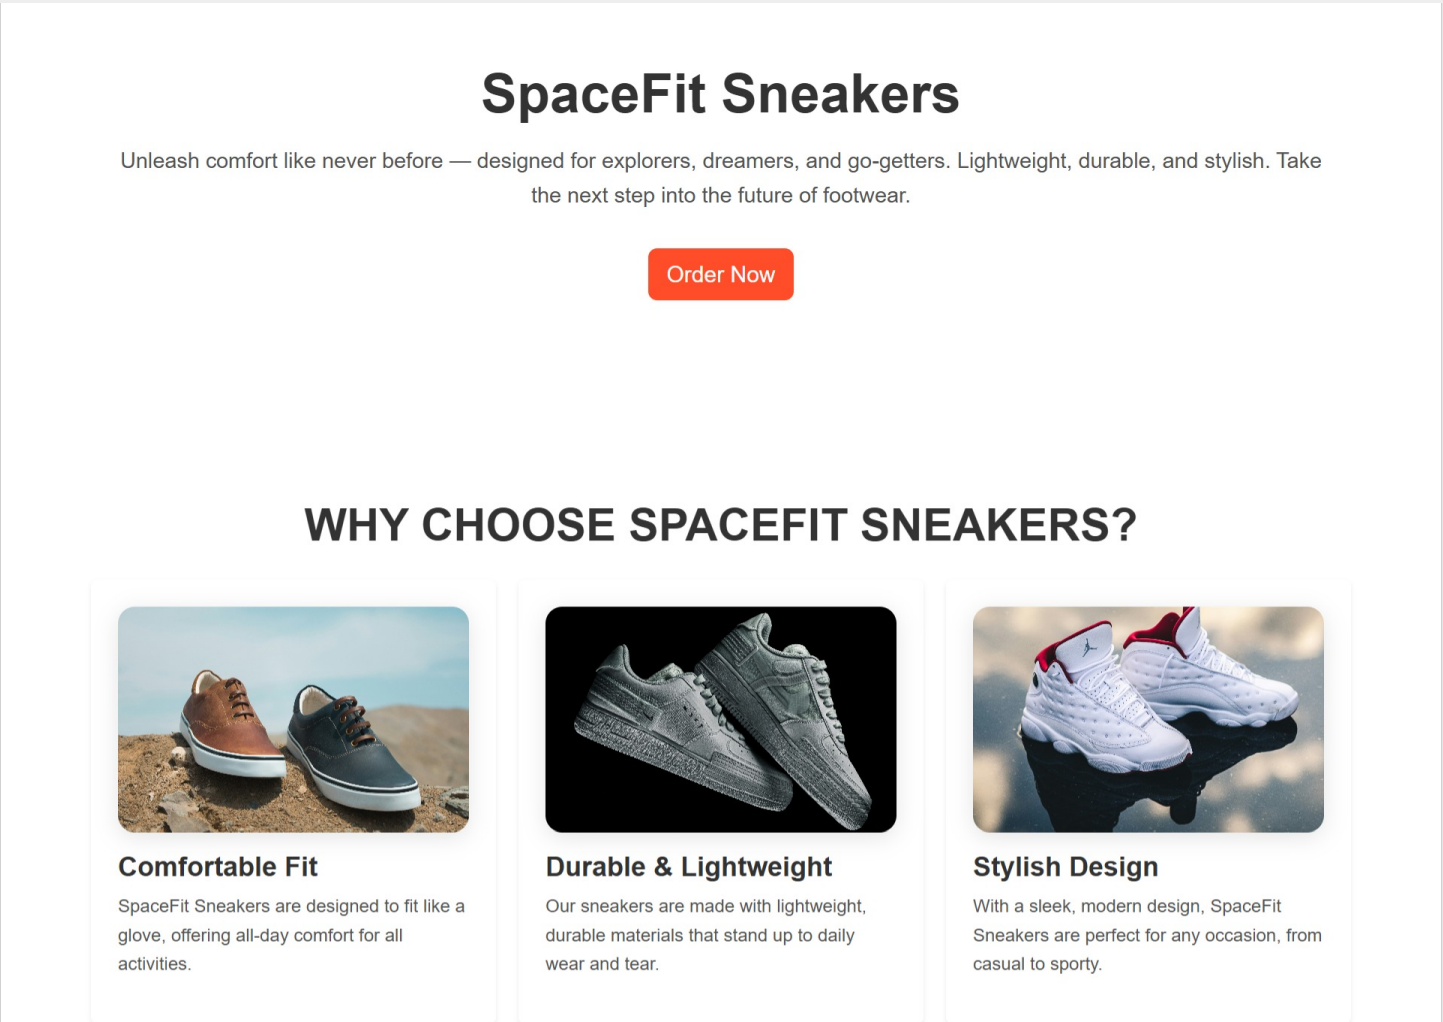 SpaceFit Sneakers
Unleash comfort like never before — designed for explorers, dreamers, and go-getters. Lightweight, durable, and stylish. Take
the next step into the future of footwear.
Order Now
WHY CHOOSE SPACEFIT SNEAKERS?
Comfortable Fit
SpaceFit Sneakers are designed to fit like a
glove, offering all-day comfort for all
activities.
Durable & Lightweight
Our sneakers are made with lightweight,
durable materials that stand up to daily
wear and tear.
Stylish Design
With a sleek, modern design, SpaceFit
Sneakers are perfect for any occasion, from
casual to sporty.